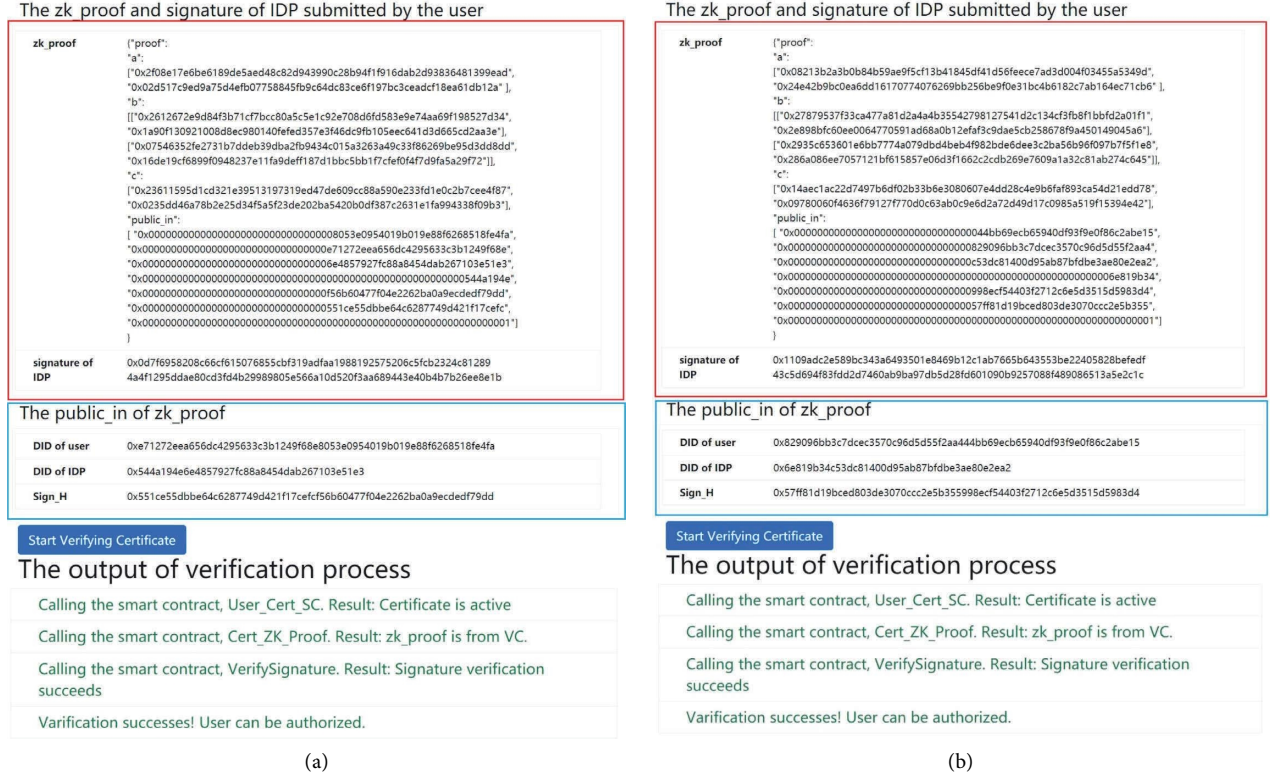 The zk_proof and signature of IDP submitted by the user
zk_proof
{"proof":
"a":
["0x2f08e17e6be6189de5aed48c82d943990c28b94f1f916dab2d93836481399ead",
"0x02d517c9ed9a75d4efb07758845fb9c64dc83ce6f197bc3ceadcf18ea61db12a" ],
"b":
[["0x2612672e9d84f3b71cf7bcc80a5c5e1c92e708d6fd583e9e74aa69f198527d34",
"0x1a90f130921008d8ec980140fefed357e3f46dc9fb105eec641d3d665cd2aa3e"],
["0x07546352fe2731b7ddeb39dba2fb9434c015a3263a49c33f86269be95d3dd8dd",
"0x16de19cf6899f0948237e11fa9deff187d1bbc5bb1f7cfef0f4f7d9fa5a29f72"]],
"c":
["0x23611595d1cd321e39513197319ed47de609cc88a590e233fd1e0c2b7cee4f87",
"0x0235dd46a78b2e25d34f5a5f23de202ba5420b0df387c2631e1fa994338f09b3"],
"public_in":
[ "0x000000000000000000000000000000008053e0954019b019e88f6268518fe4fa",
"0x00000000000000000000000000000000e71272eea656dc4295633c3b1249f68e",
"0x000000000000000000000000000000006e4857927fc88a8454dab267103e51e3",
"0x00000000000000000000000000000000000000000000000000000000544a194e",
"0x00000000000000000000000000000000f56b60477f04e2262ba0a9ecdedf79dd",
"0x00000000000000000000000000000000551ce55dbbe64c6287749d421f17cefc",
"0x0000000000000000000000000000000000000000000000000000000000000001"]
}
signature of
IDP
0x0d7f6958208c66cf615076855cbf319adfaa1988192575206c5fcb2324c81289
4a4f1295ddae80cd3fd4b29989805e566a10d520f3aa689443e40b4b7b26ee8e1b
The public_in of zk_proof
DID of user 0xe71272eea656dc4295633c3b1249f68e8053e0954019b019e88f6268518fe4fa
DID of IDP 0x544a194e6e4857927fc88a8454dab267103e51e3
Sign_H 0x551ce55dbbe64c6287749d421f17cefcf56b60477f04e2262ba0a9ecdedf79dd
Start Verifying Certificate
The output of verification process
Calling the smart contract, User_Cert_SC. Result: Certificate is active
Calling the smart contract, Cert_ZK_Proof. Result: zk_proof is from VC.
Calling the smart contract, VerifySignature. Result: Signature verification
succeeds
Varification successes! User can be authorized.
(a)
The zk_proof and signature of IDP submitted by the user
zk_proof
{"proof":
"a":
["0x08213b2a3b0b84b59ae9f5cf13b41845df41d56feece7ad3d004f03455a5349d",
"0x24e42b9bc0ea6dd16170774076269bb256be9f0e31bc4b6182c7ab164ec71cb6" ],
"b":
[["0x27879537f33ca477a81d2a4a4b35542798127541d2c134cf3fb8f1bbfd2a01f1",
"0x2e898bfc60ee0064770591ad68a0b12efaf3c9dae5cb258678f9a450149045a6"],
["0x2935c653601e6bb7774a079dbd4beb4f982bde6dee3c2ba56b96f097b7f5f1e8",
"0x286a086ee7057121bf615857e06d3f1662c2cdb269e7609a1a32c81ab274c645"]],
"c":
["0x14aec1ac22d7497b6df02b33b6e3080607e4dd28c4e9b6faf893ca54d21edd78",
"0x09780060f4636f79127f770d0c63ab0c9e6d2a72d49d17c0985a519f15394e42"],
"public_in":
[ "0x0000000000000000000000000000000044bb69ecb65940df93f9e0f86c2abe15",
"0x00000000000000000000000000000000829096bb3c7dcec3570c96d5d55f2aa4",
"0x00000000000000000000000000000000c53dc81400d95ab87bfdbe3ae80e2ea2",
"0x000000000000000000000000000000000000000000000000000000006e819b34",
"0x00000000000000000000000000000000998ecf54403f2712c6e5d3515d5983d4",
"0x0000000000000000000000000000000057ff81d19bced803de3070ccc2e5b355",
"0x0000000000000000000000000000000000000000000000000000000000000001"]
}
signature of
IDP
0x1109adc2e589bc343a6493501e8469b12c1ab7665b643553be22405828befedf
43c5d694f83fdd2d7460ab9ba97db5d28fd601090b9257088f489086513a5e2c1c
The public_in of zk_proof
DID of user 0x829096bb3c7dcec3570c96d5d55f2aa444bb69ecb65940df93f9e0f86c2abe15
DID of IDP 0x6e819b34c53dc81400d95ab87bfdbe3ae80e2ea2
Sign_H 0x57ff81d19bced803de3070ccc2e5b355998ecf54403f2712c6e5d3515d5983d4
Start Verifying Certificate
The output of verification process
Calling the smart contract, User_Cert_SC. Result: Certificate is active
Calling the smart contract, Cert_ZK_Proof. Result: zk_proof is from VC.
Calling the smart contract, VerifySignature. Result: Signature verification
succeeds
Varification successes! User can be authorized.
(b)